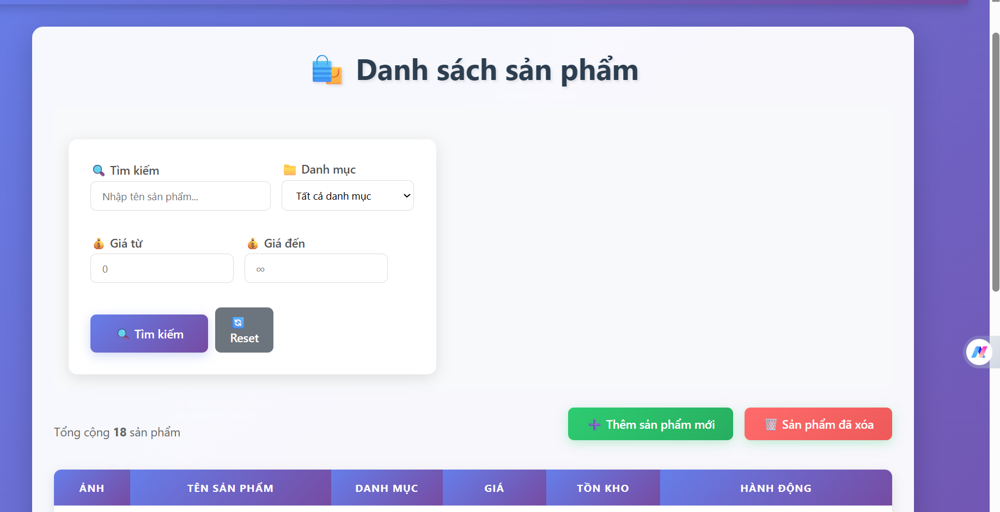 Danh sách sản phẩm
Tìm kiếm
Danh mục
Nhập tên sản phẩm...
Tất cả danh mục
Giá từ
Giá đến
0
∞
Tìm kiếm
Reset
Thêm sản phẩm mới
Sản phẩm đã xóa
Tổng cộng 18 sản phẩm
ẢNH
TÊN SẢN PHẨM
DANH MỤC
GIÁ
TỒN KHO
HÀNH ĐỘNG